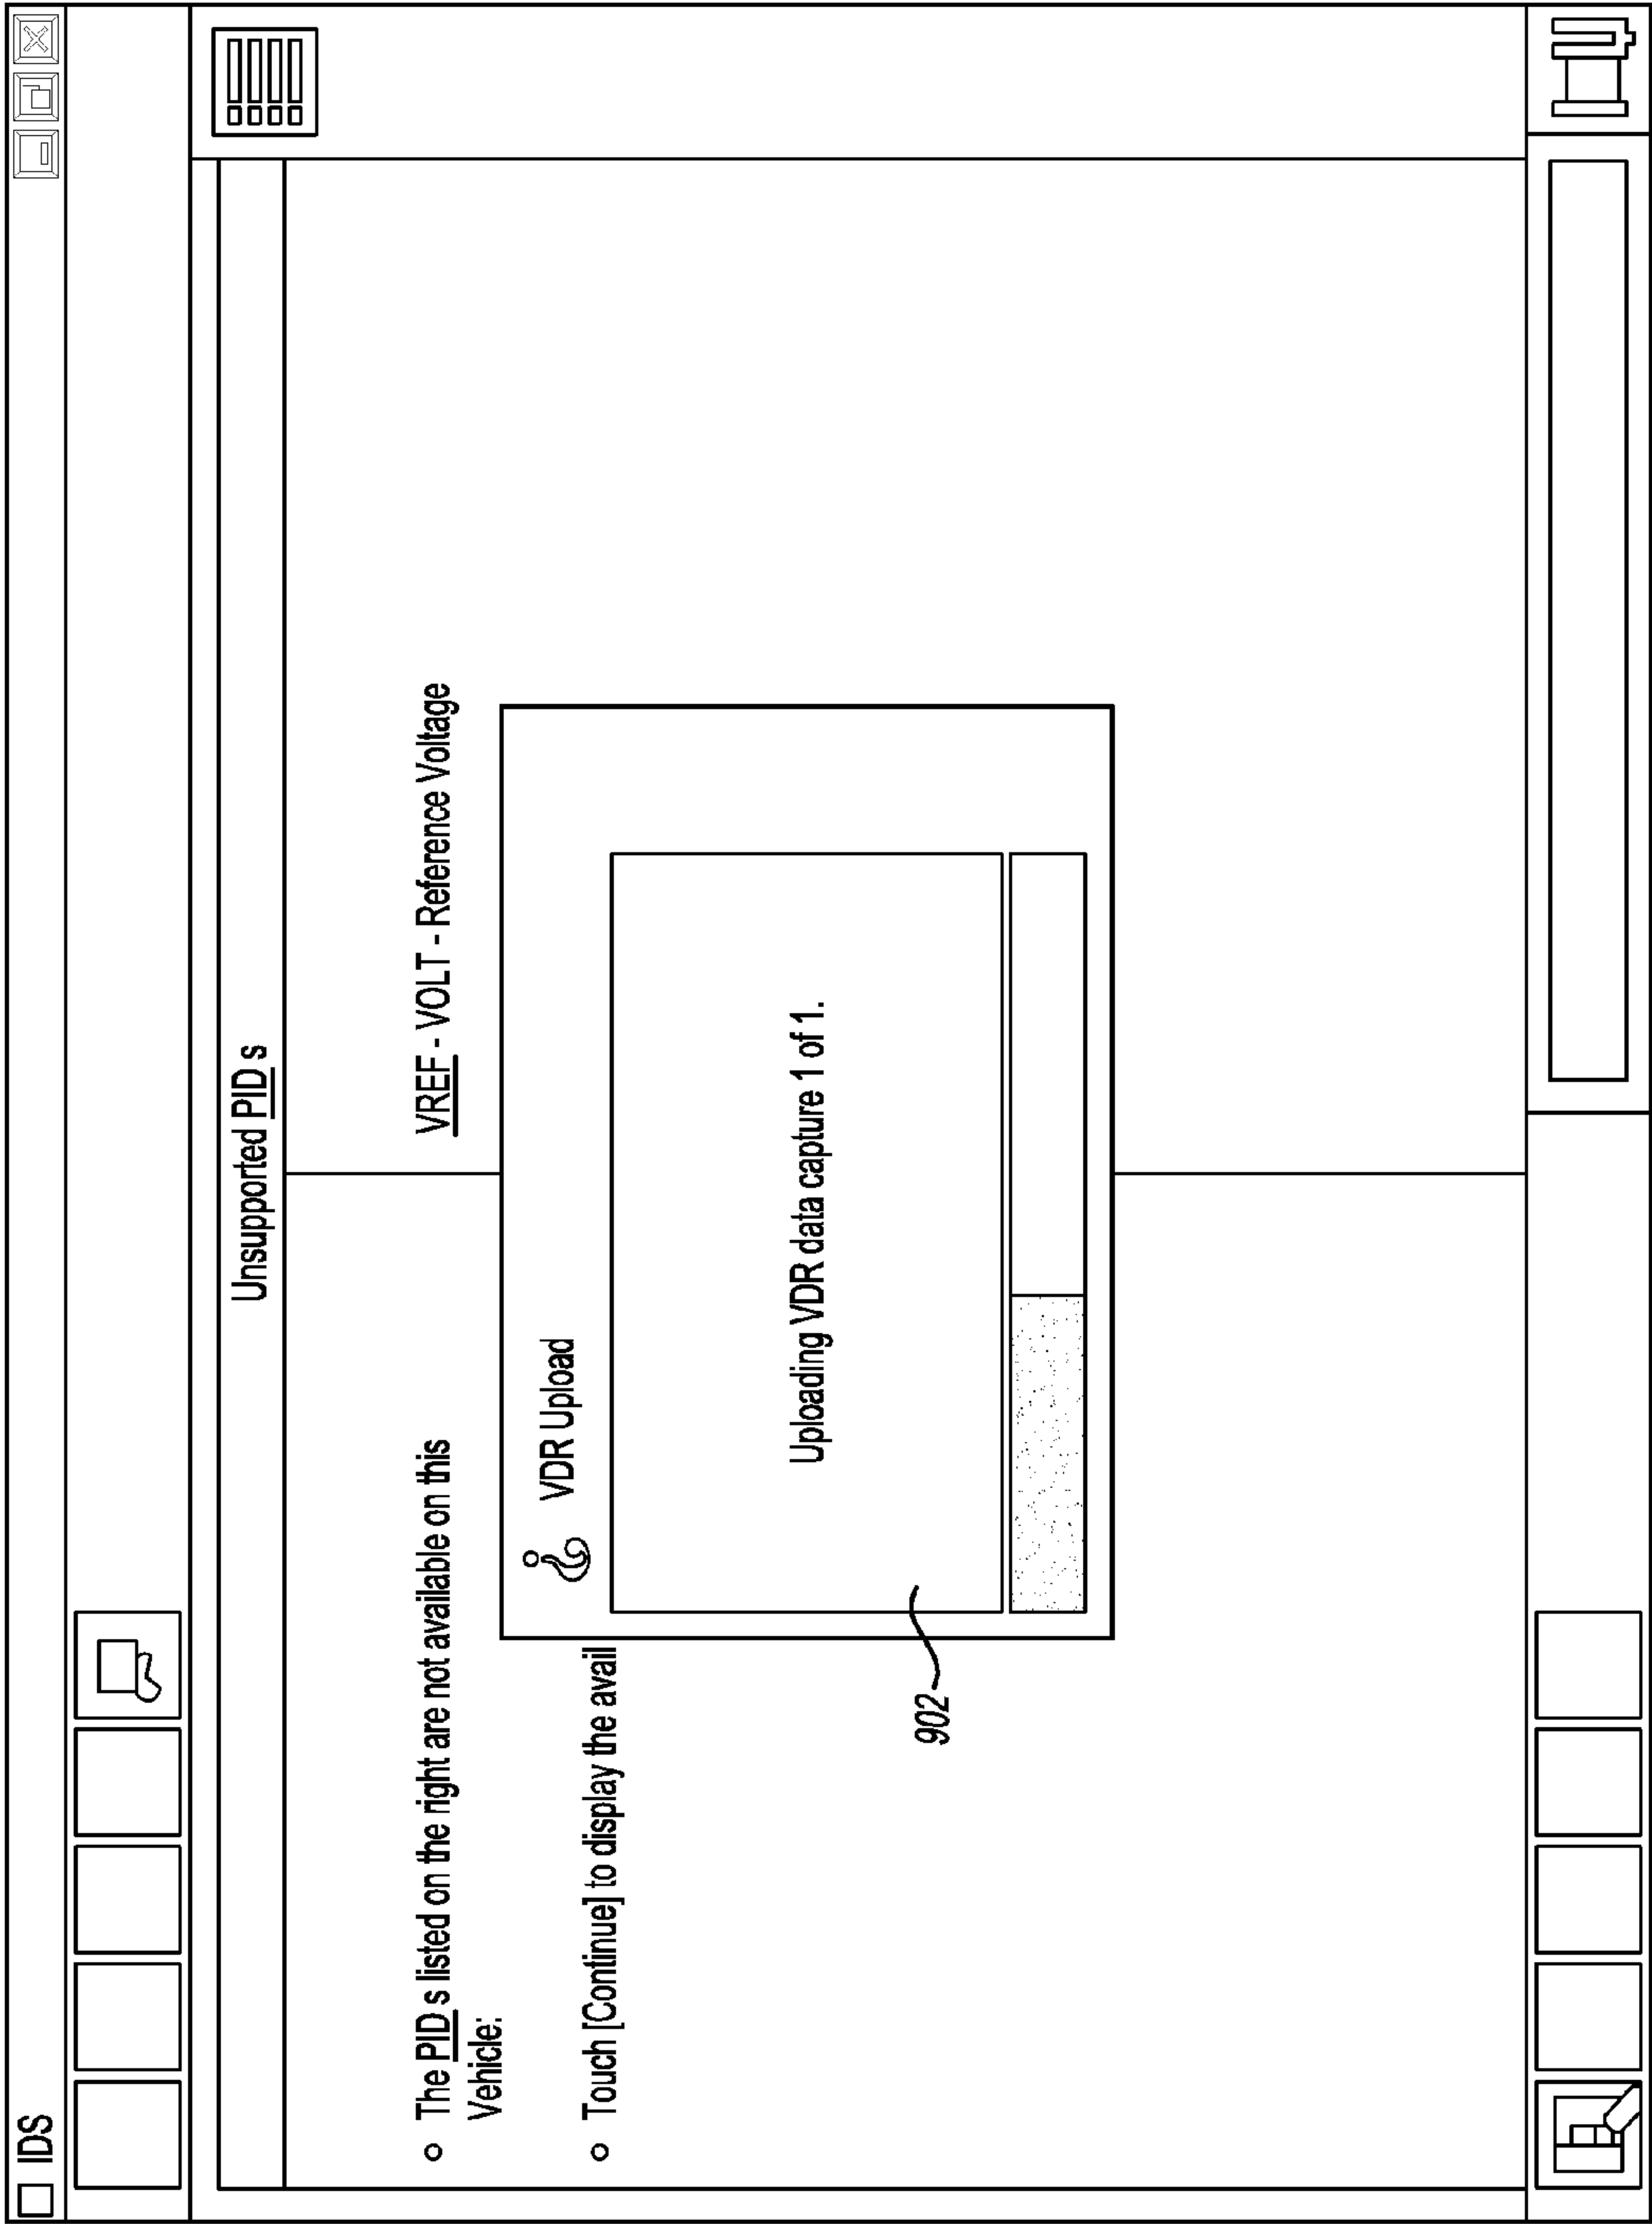 IDS
Unsupported PID s
○ The PID s listed on the right are not available on this
Vehicle:
○ Touch [Continue] to display the avail
VREF - VOLT - Reference Voltage
VDR Upload
Uploading VDR data capture 1 of 1.
902